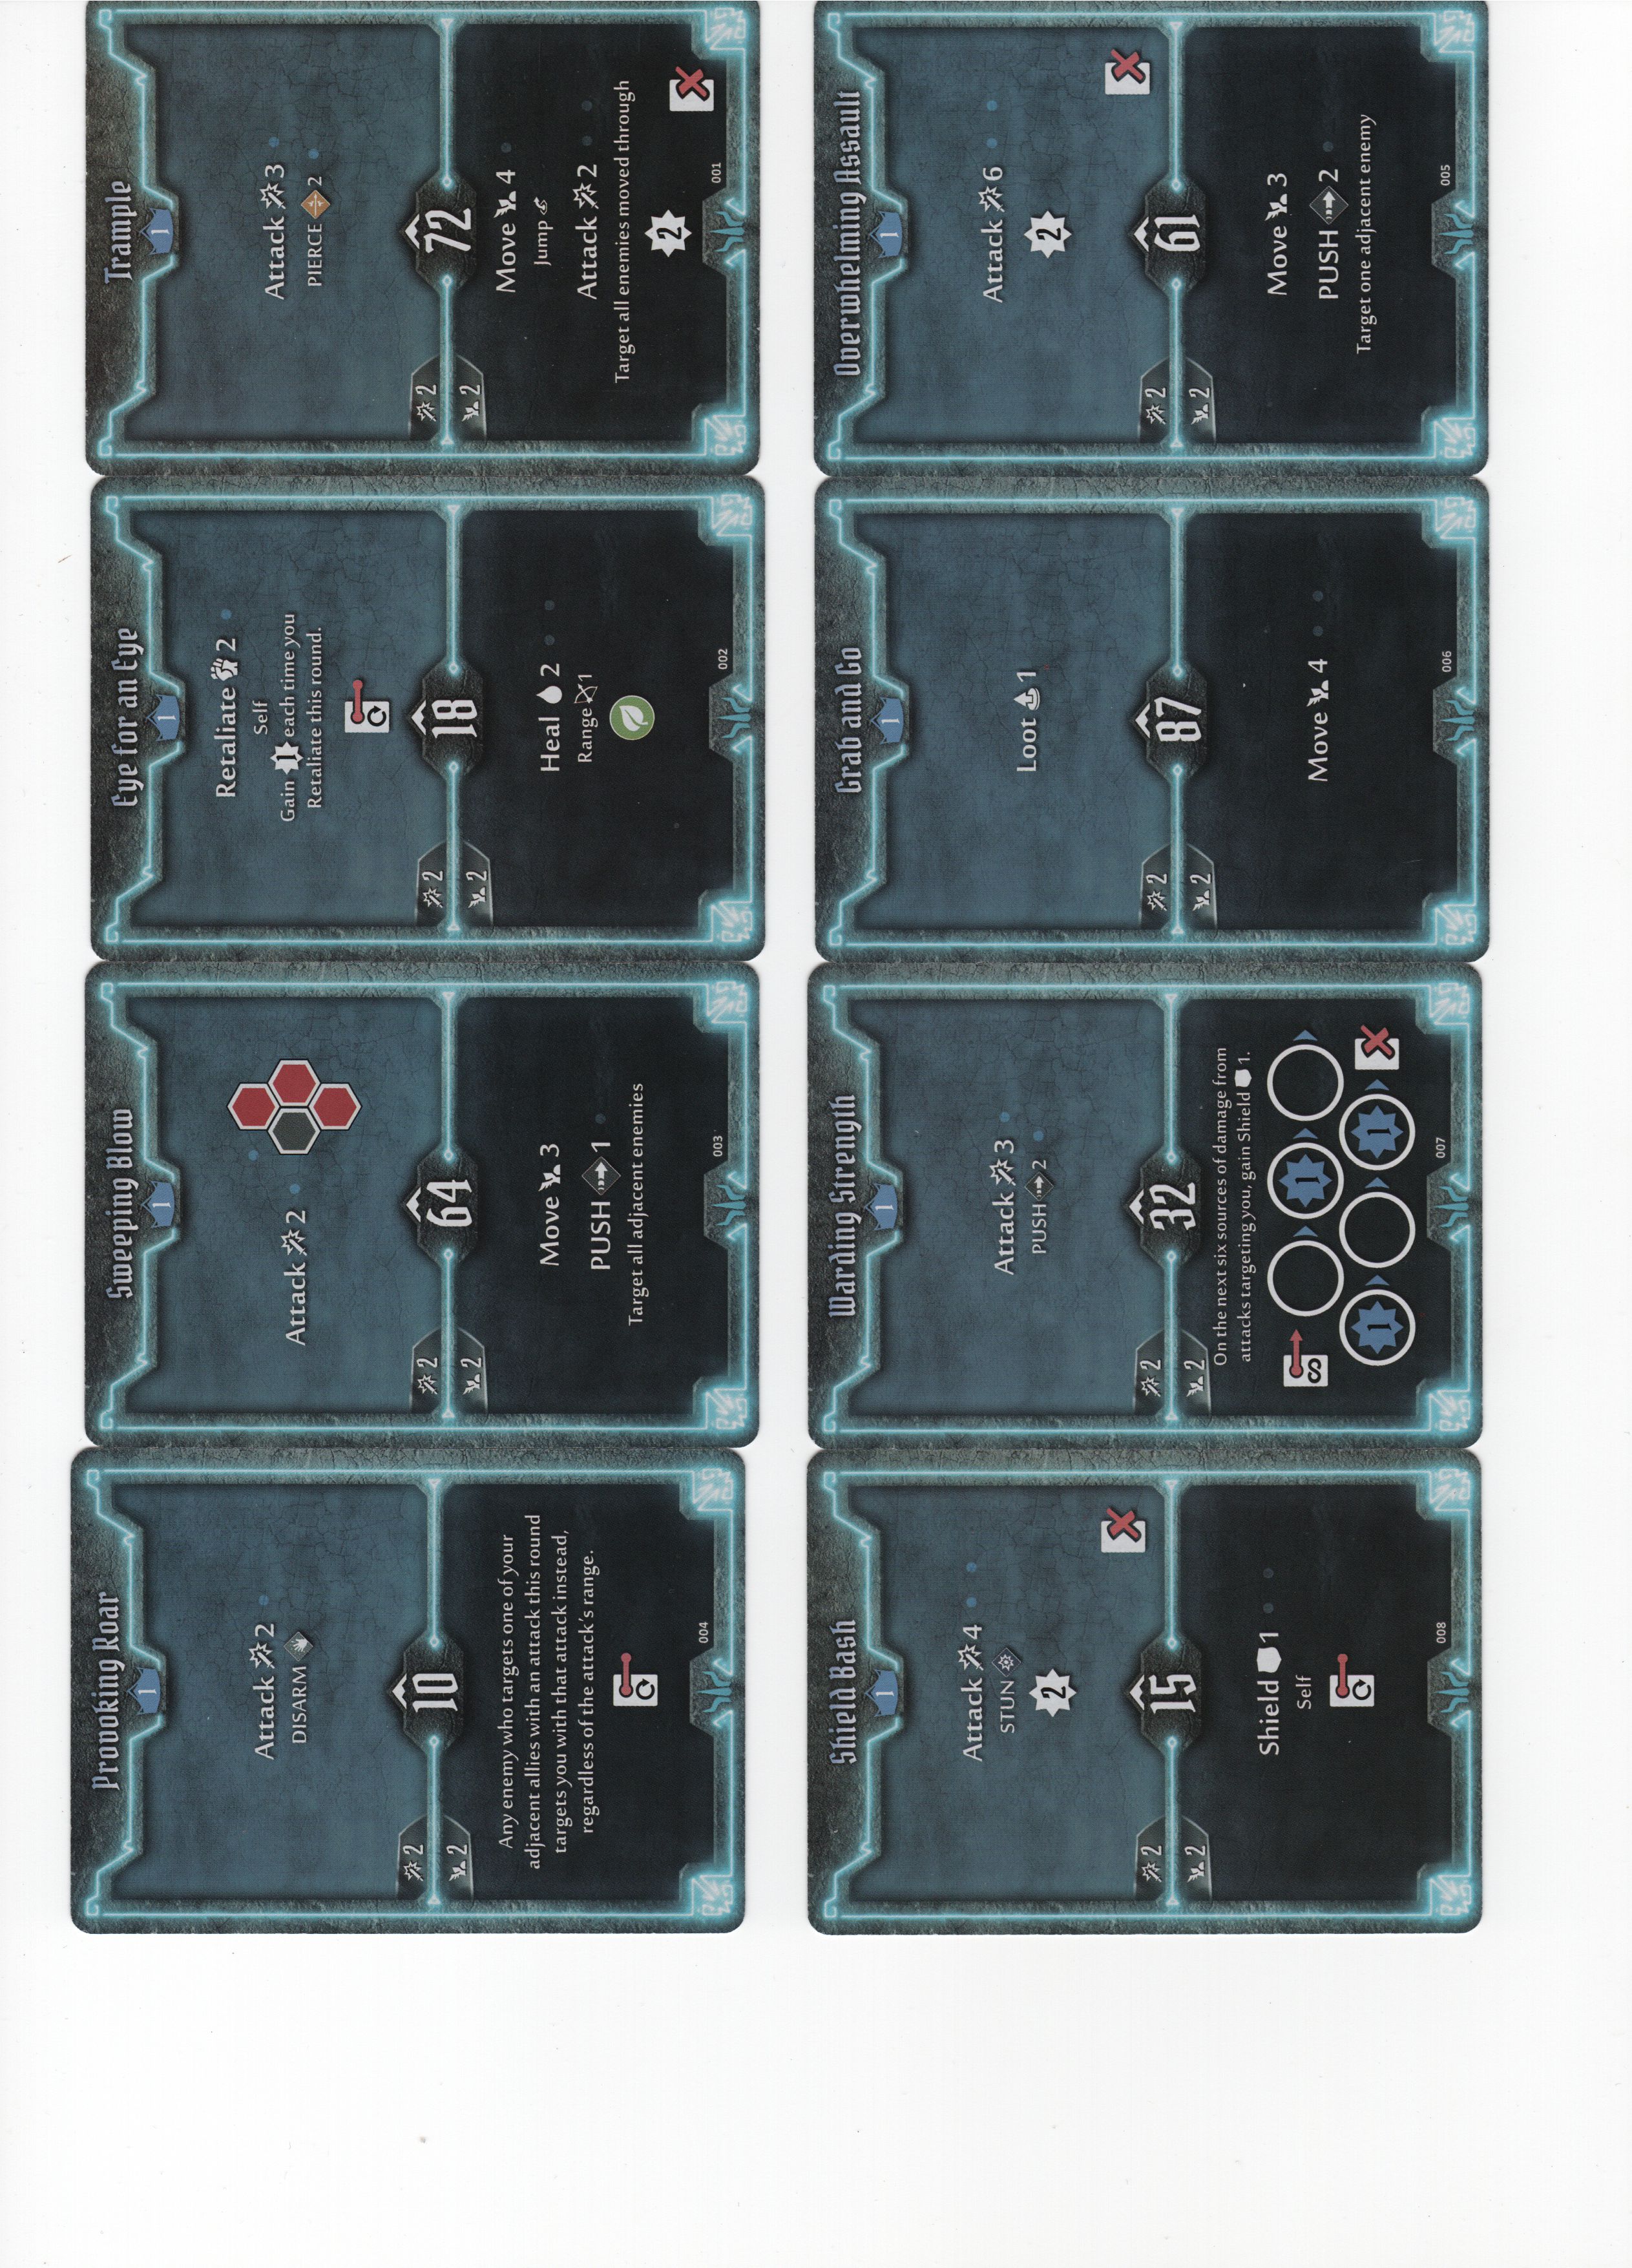 Provoking Roar
1
Attack 2
DISARM
2
10
2
Any enemy who targets one of your
adjacent allies with an attack this round
targets you with that attack instead,
regardless of the attack's range.
004
Sweeping Blow
1
Attack 2
2
64
2
Move 3
PUSH 1
Target all adjacent enemies
003
Eye for an Eye
1
Retaliate 2
Self
Gain 1 each time you
Retaliate this round.
2
18
2
Heal 2
Range 1
002
Trample
1
Attack 3
PIERCE 2
2
72
2
Move 4
Jump
Attack 2
Target all enemies moved through
2
001
Shield Bash
1
Attack 4
STUN
2
2
15
2
Shield 1
Self
008
Warding Strength
1
Attack 3
PUSH 2
2
32
2
On the next six sources of damage from
attacks targeting you, gain Shield 1.
1
1
1
007
Grab and Go
1
Loot 1
2
87
2
Move 4
006
Overwhelming Assault
1
Attack 6
2
2
61
2
Move 3
PUSH 2
Target one adjacent enemy
005